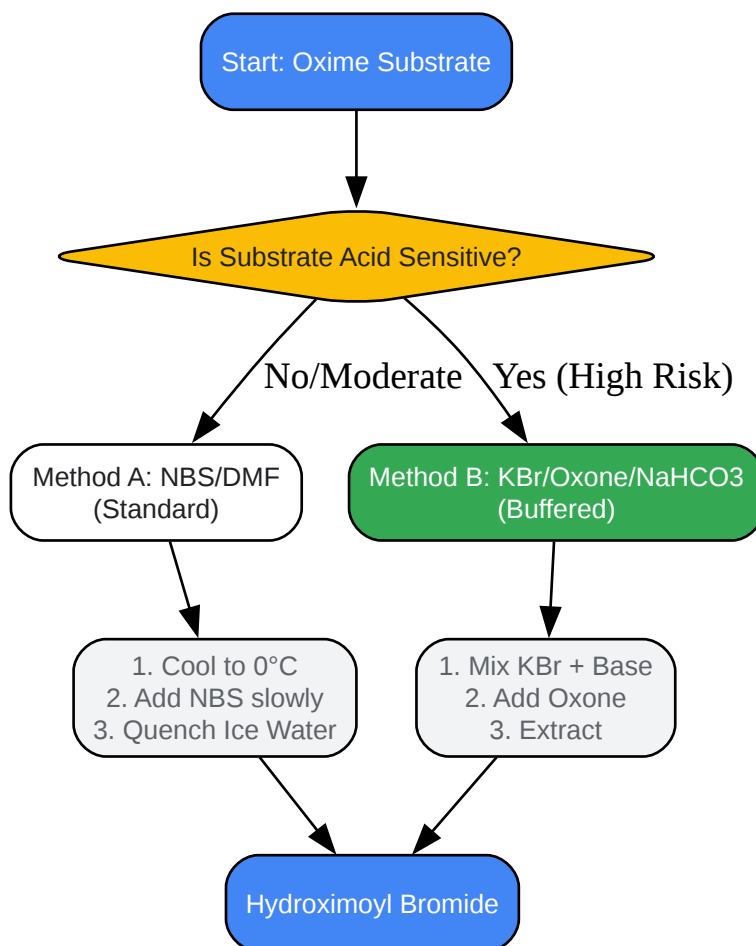 Start: Oxime Substrate
Is Substrate Acid Sensitive?
No/Moderate
Yes (High Risk)
Method A: NBS/DMF
(Standard)
Method B: KBr/Oxone/NaHCO3
(Buffered)
1. Cool to 0°C
2. Add NBS slowly
3. Quench Ice Water
1. Mix KBr + Base
2. Add Oxone
3. Extract
Hydroximoyl Bromide